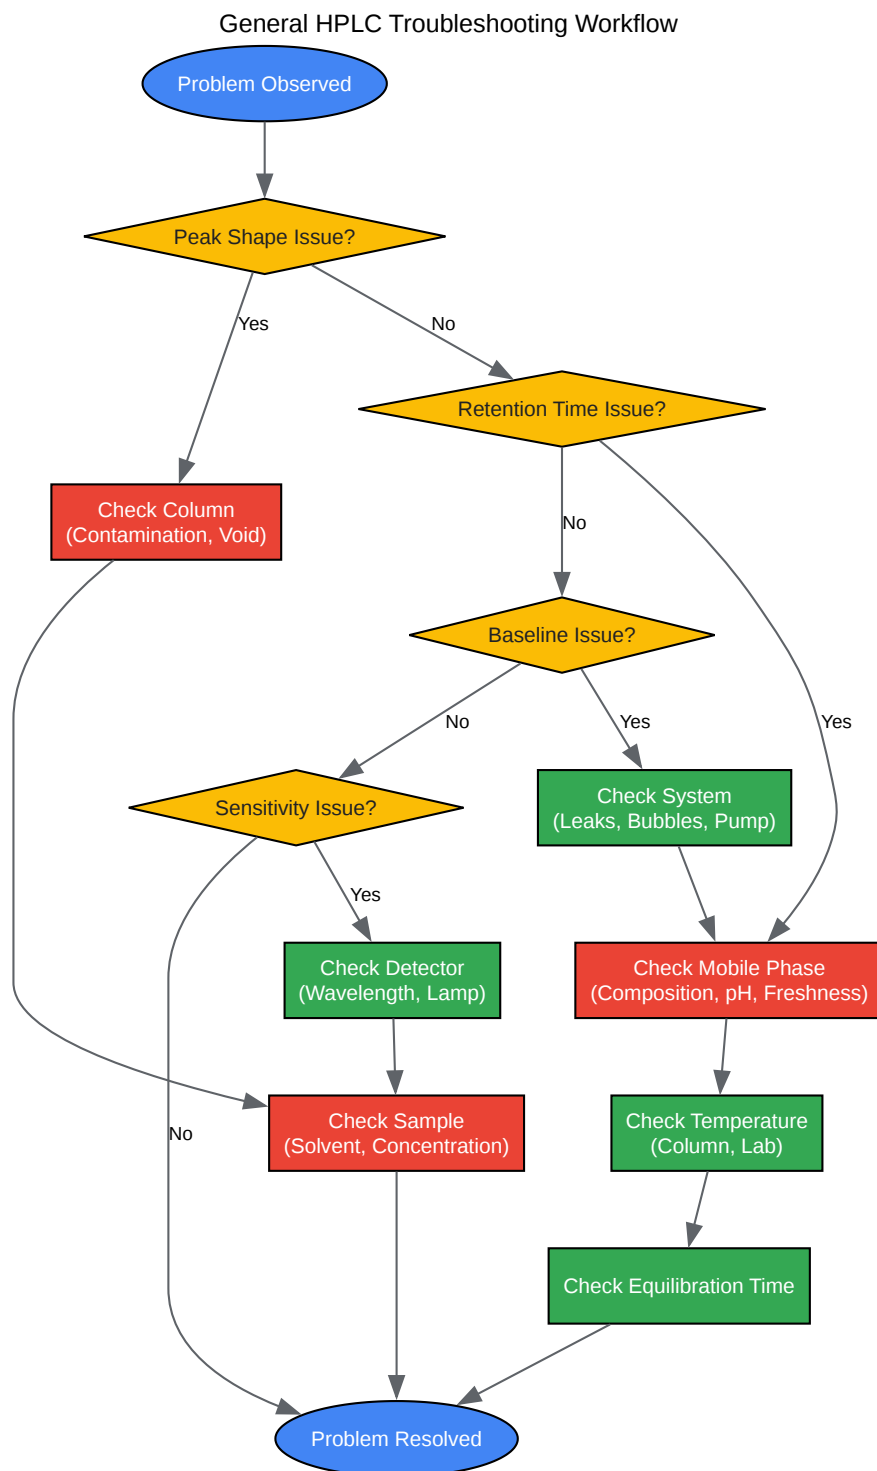 General HPLC Troubleshooting Workflow
Problem Observed
Peak Shape Issue?
Yes
No
Retention Time Issue?
Check Column
(Contamination, Void)
No
Baseline Issue?
Yes
No
Yes
Sensitivity Issue?
Check System
(Leaks, Bubbles, Pump)
Yes
Check Detector
(Wavelength, Lamp)
Check Mobile Phase
(Composition, pH, Freshness)
No
Check Sample
(Solvent, Concentration)
Check Temperature
(Column, Lab)
Check Equilibration Time
Problem Resolved